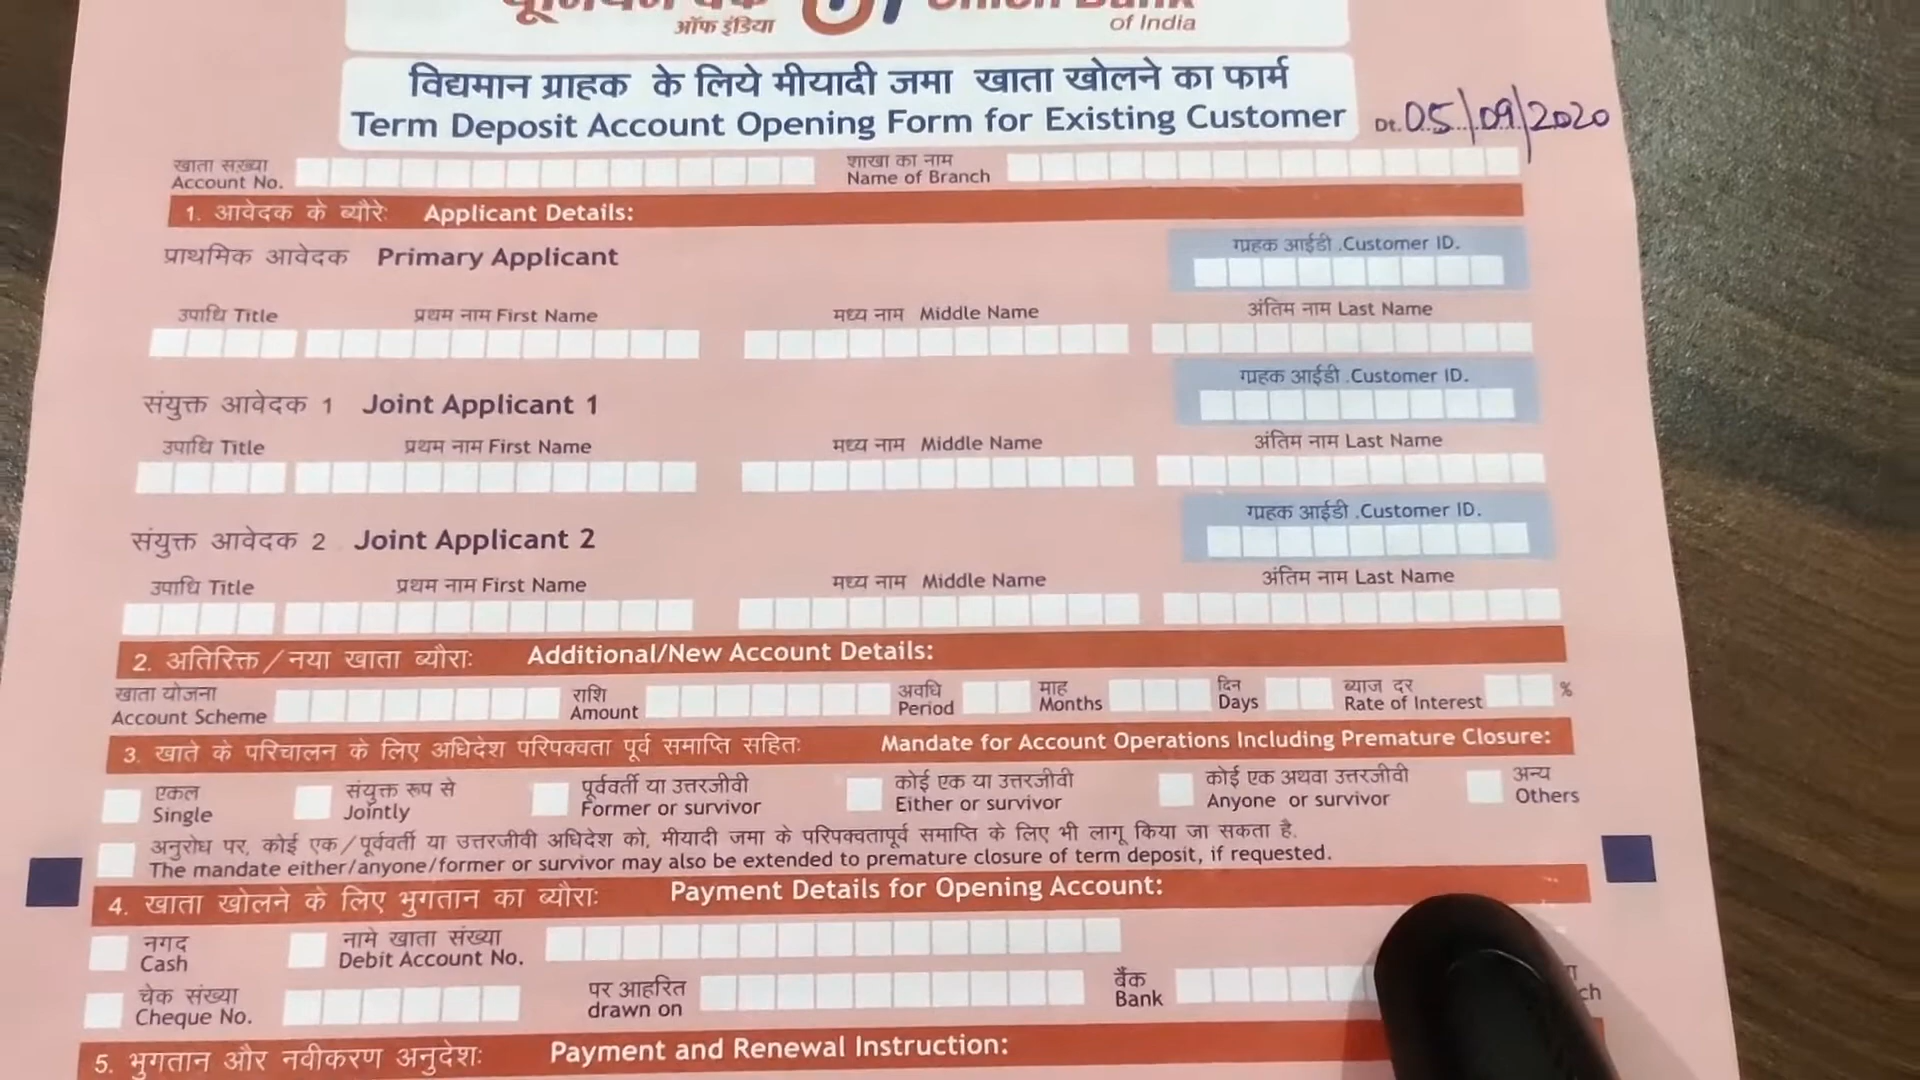 यूनियन बैंक Union Bank
ऑफ इंडिया of India
विद्यमान ग्राहक के लिये मीयादी जमा खाता खोलने का फार्म
Term Deposit Account Opening Form for Existing Customer Dt. 05/09/2020
खाता सख्या शाखा का नाम
Account No. Name of Branch
1. आवेदक के ब्यौरेः Applicant Details:
प्राथमिक आवेदक Primary Applicant
ग्राहक आईडी .Customer ID.
उपाधि Title प्रथम नाम First Name मध्य नाम Middle Name अंतिम नाम Last Name
ग्राहक आईडी .Customer ID.
संयुक्त आवेदक 1 Joint Applicant 1
उपाधि Title प्रथम नाम First Name मध्य नाम Middle Name अंतिम नाम Last Name
ग्राहक आईडी .Customer ID.
संयुक्त आवेदक 2 Joint Applicant 2
उपाधि Title प्रथम नाम First Name मध्य नाम Middle Name अंतिम नाम Last Name
2. अतिरिक्त/नया खाता ब्यौराः Additional/New Account Details:
खाता योजना राशि अवधि माह दिन ब्याज दर
Account Scheme Amount Period Months Days Rate of Interest %
3. खाते के परिचालन के लिए अधिदेश परिपक्वता पूर्व समाप्ति सहितः Mandate for Account Operations Including Premature Closure:
एकल संयुक्त रूप से पूर्ववर्ती या उत्तरजीवी कोई एक या उत्तरजीवी कोई एक अथवा उत्तरजीवी अन्य
Single Jointly Former or survivor Either or survivor Anyone or survivor Others
अनुरोध पर, कोई एक/पूर्ववर्ती या उत्तरजीवी अधिदेश को, मीयादी जमा के परिपक्वतापूर्व समाप्ति के लिए भी लागू किया जा सकता है.
The mandate either/anyone/former or survivor may also be extended to premature closure of term deposit, if requested.
4. खाता खोलने के लिए भुगतान का ब्यौराः Payment Details for Opening Account:
नगद नामे खाता संख्या
Cash Debit Account No.
चेक संख्या पर आहरित बैंक
Cheque No. drawn on Bank
5. भुगतान और नवीकरण अनुदेशः Payment and Renewal Instruction: